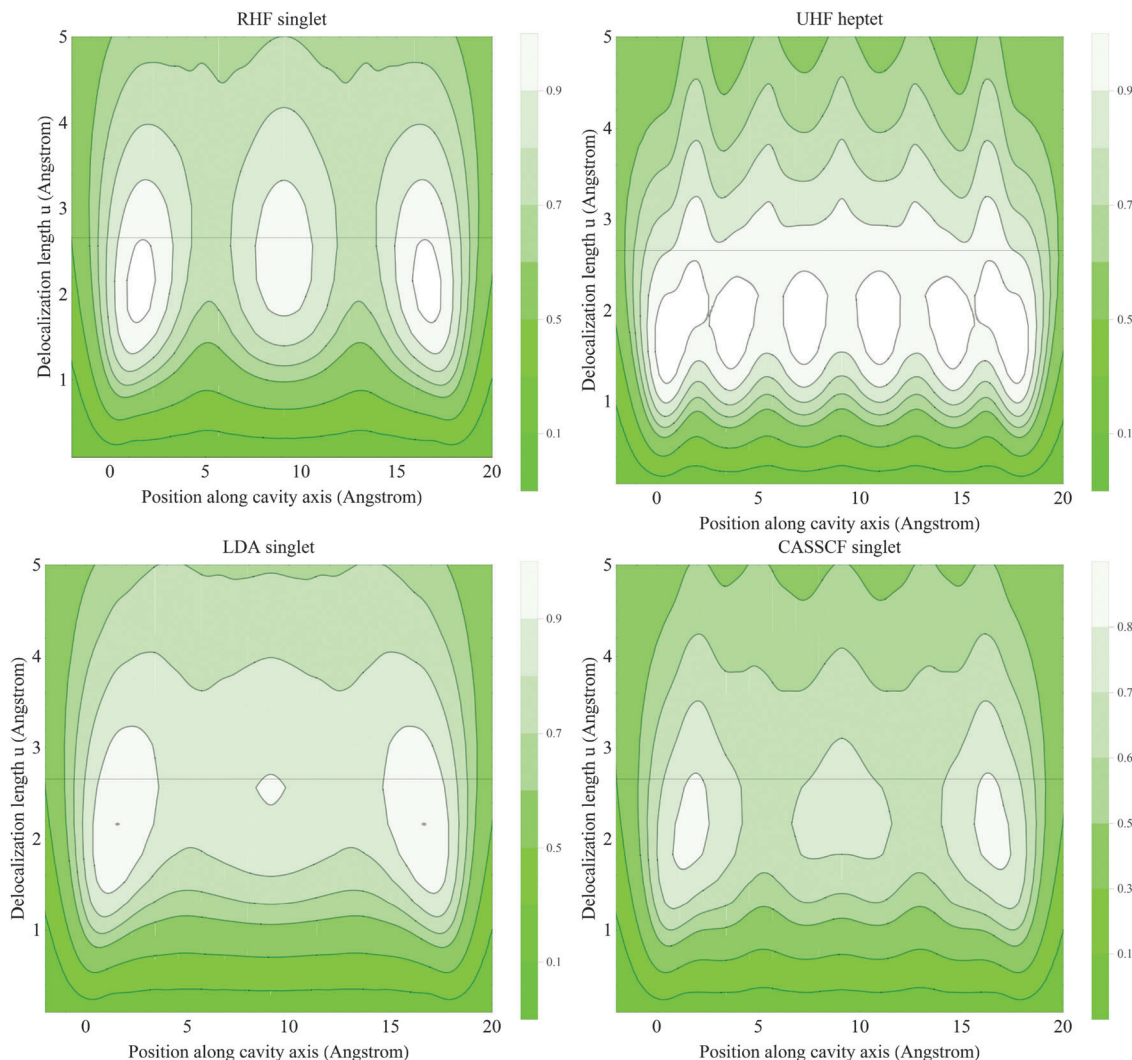 RHF singlet
5
4
3
2
1
Delocalization length u (Angstrom)
0 5 10 15 20
Position along cavity axis (Angstrom)
0.9
0.7
0.5
0.1
UHF heptet
5
4
3
2
1
Delocalization length u (Angstrom)
0 5 10 15 20
Position along cavity axis (Angstrom)
0.9
0.7
0.5
0.1
LDA singlet
5
4
3
2
1
Delocalization length u (Angstrom)
0 5 10 15 20
Position along cavity axis (Angstrom)
0.9
0.7
0.5
0.1
CASSCF singlet
5
4
3
2
1
Delocalization length u (Angstrom)
0 5 10 15 20
Position along cavity axis (Angstrom)
0.8
0.7
0.6
0.5
0.3
0.1